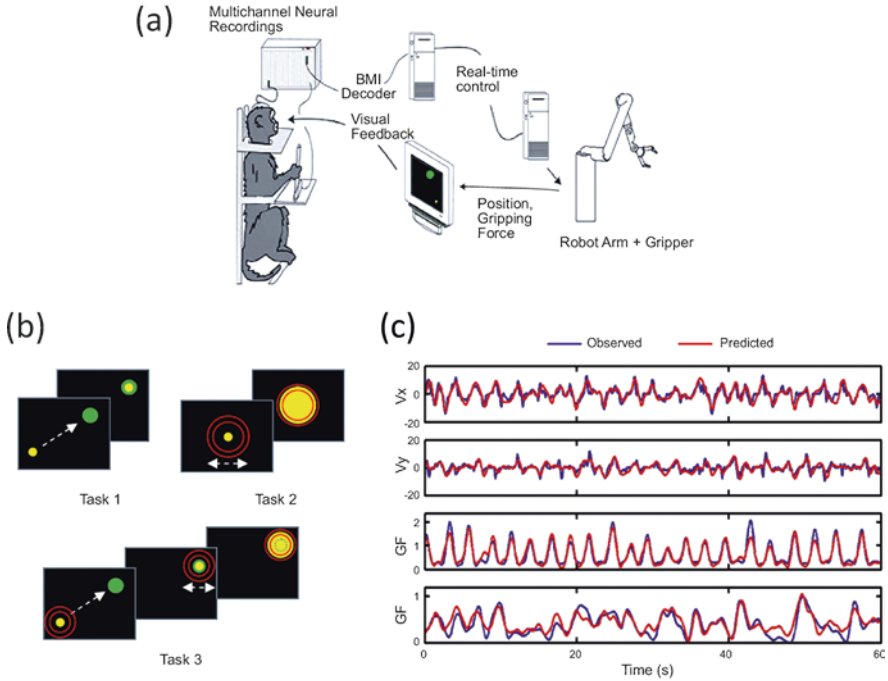 (a)
Multichannel Neural
Recordings
BMI
Decoder
Real-time
control
Visual
Feedback
Position,
Gripping
Force
Robot Arm + Gripper
(b)
Task 1
Task 2
Task 3
(c)
Observed
Predicted
20
0
-20
Vx
20
0
-20
Vy
2
1
0
GF
1
0
GF
0
20
40
60
Time (s)